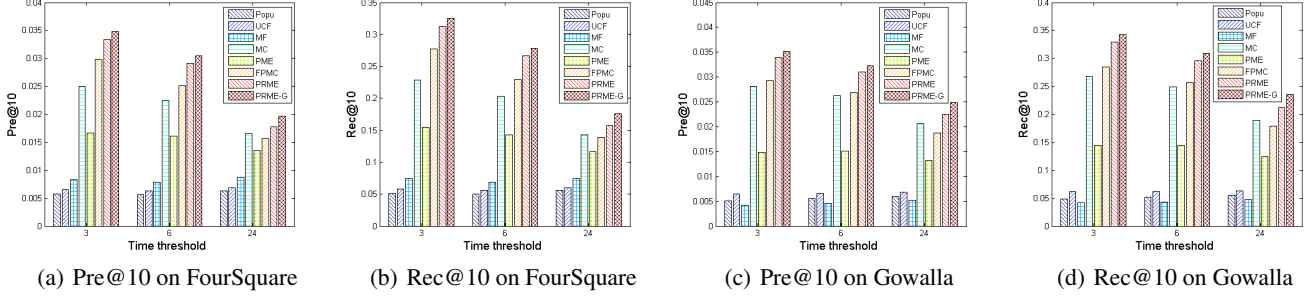 0.04
0.035
0.03
0.025
0.02
0.015
0.01
0.005
0
Pre@10
3 6 24
Time threshold
Popu
UCF
MF
MC
PME
FPMC
PRME
PRME-G
(a) Pre@10 on FourSquare
0.35
0.3
0.25
0.2
0.15
0.1
0.05
0
Rec@10
3 6 24
Time threshold
Popu
UCF
MF
MC
PME
FPMC
PRME
PRME-G
(b) Rec@10 on FourSquare
0.045
0.04
0.035
0.03
0.025
0.02
0.015
0.01
0.005
0
Pre@10
3 6 24
Time threshold
Popu
UCF
MF
MC
PME
FPMC
PRME
PRME-G
(c) Pre@10 on Gowalla
0.4
0.35
0.3
0.25
0.2
0.15
0.1
0.05
0
Rec@10
3 6 24
Time threshold
Popu
UCF
MF
MC
PME
FPMC
PRME
PRME-G
(d) Rec@10 on Gowalla